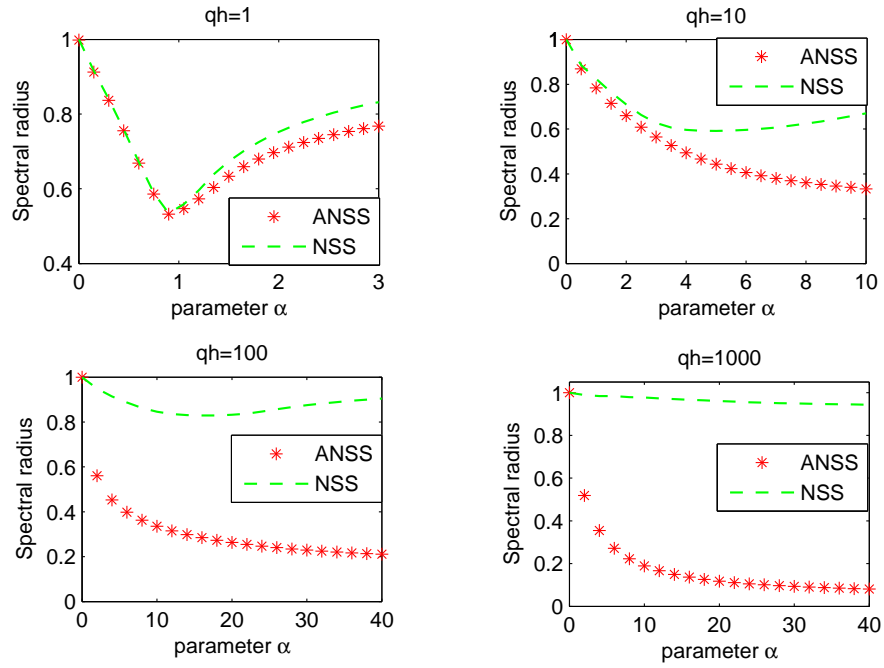 qh=1
1
0.8
0.6
0.4
Spectral radius
0
1
2
3
parameter α
ANSS
NSS
qh=10
1
0.8
0.6
0.4
0.2
0
Spectral radius
0
2
4
6
8
10
parameter α
ANSS
NSS
qh=100
1
0.8
0.6
0.4
0.2
0
Spectral radius
0
10
20
30
40
parameter α
ANSS
NSS
qh=1000
1
0.8
0.6
0.4
0.2
0
Spectral radius
0
10
20
30
40
parameter α
ANSS
NSS